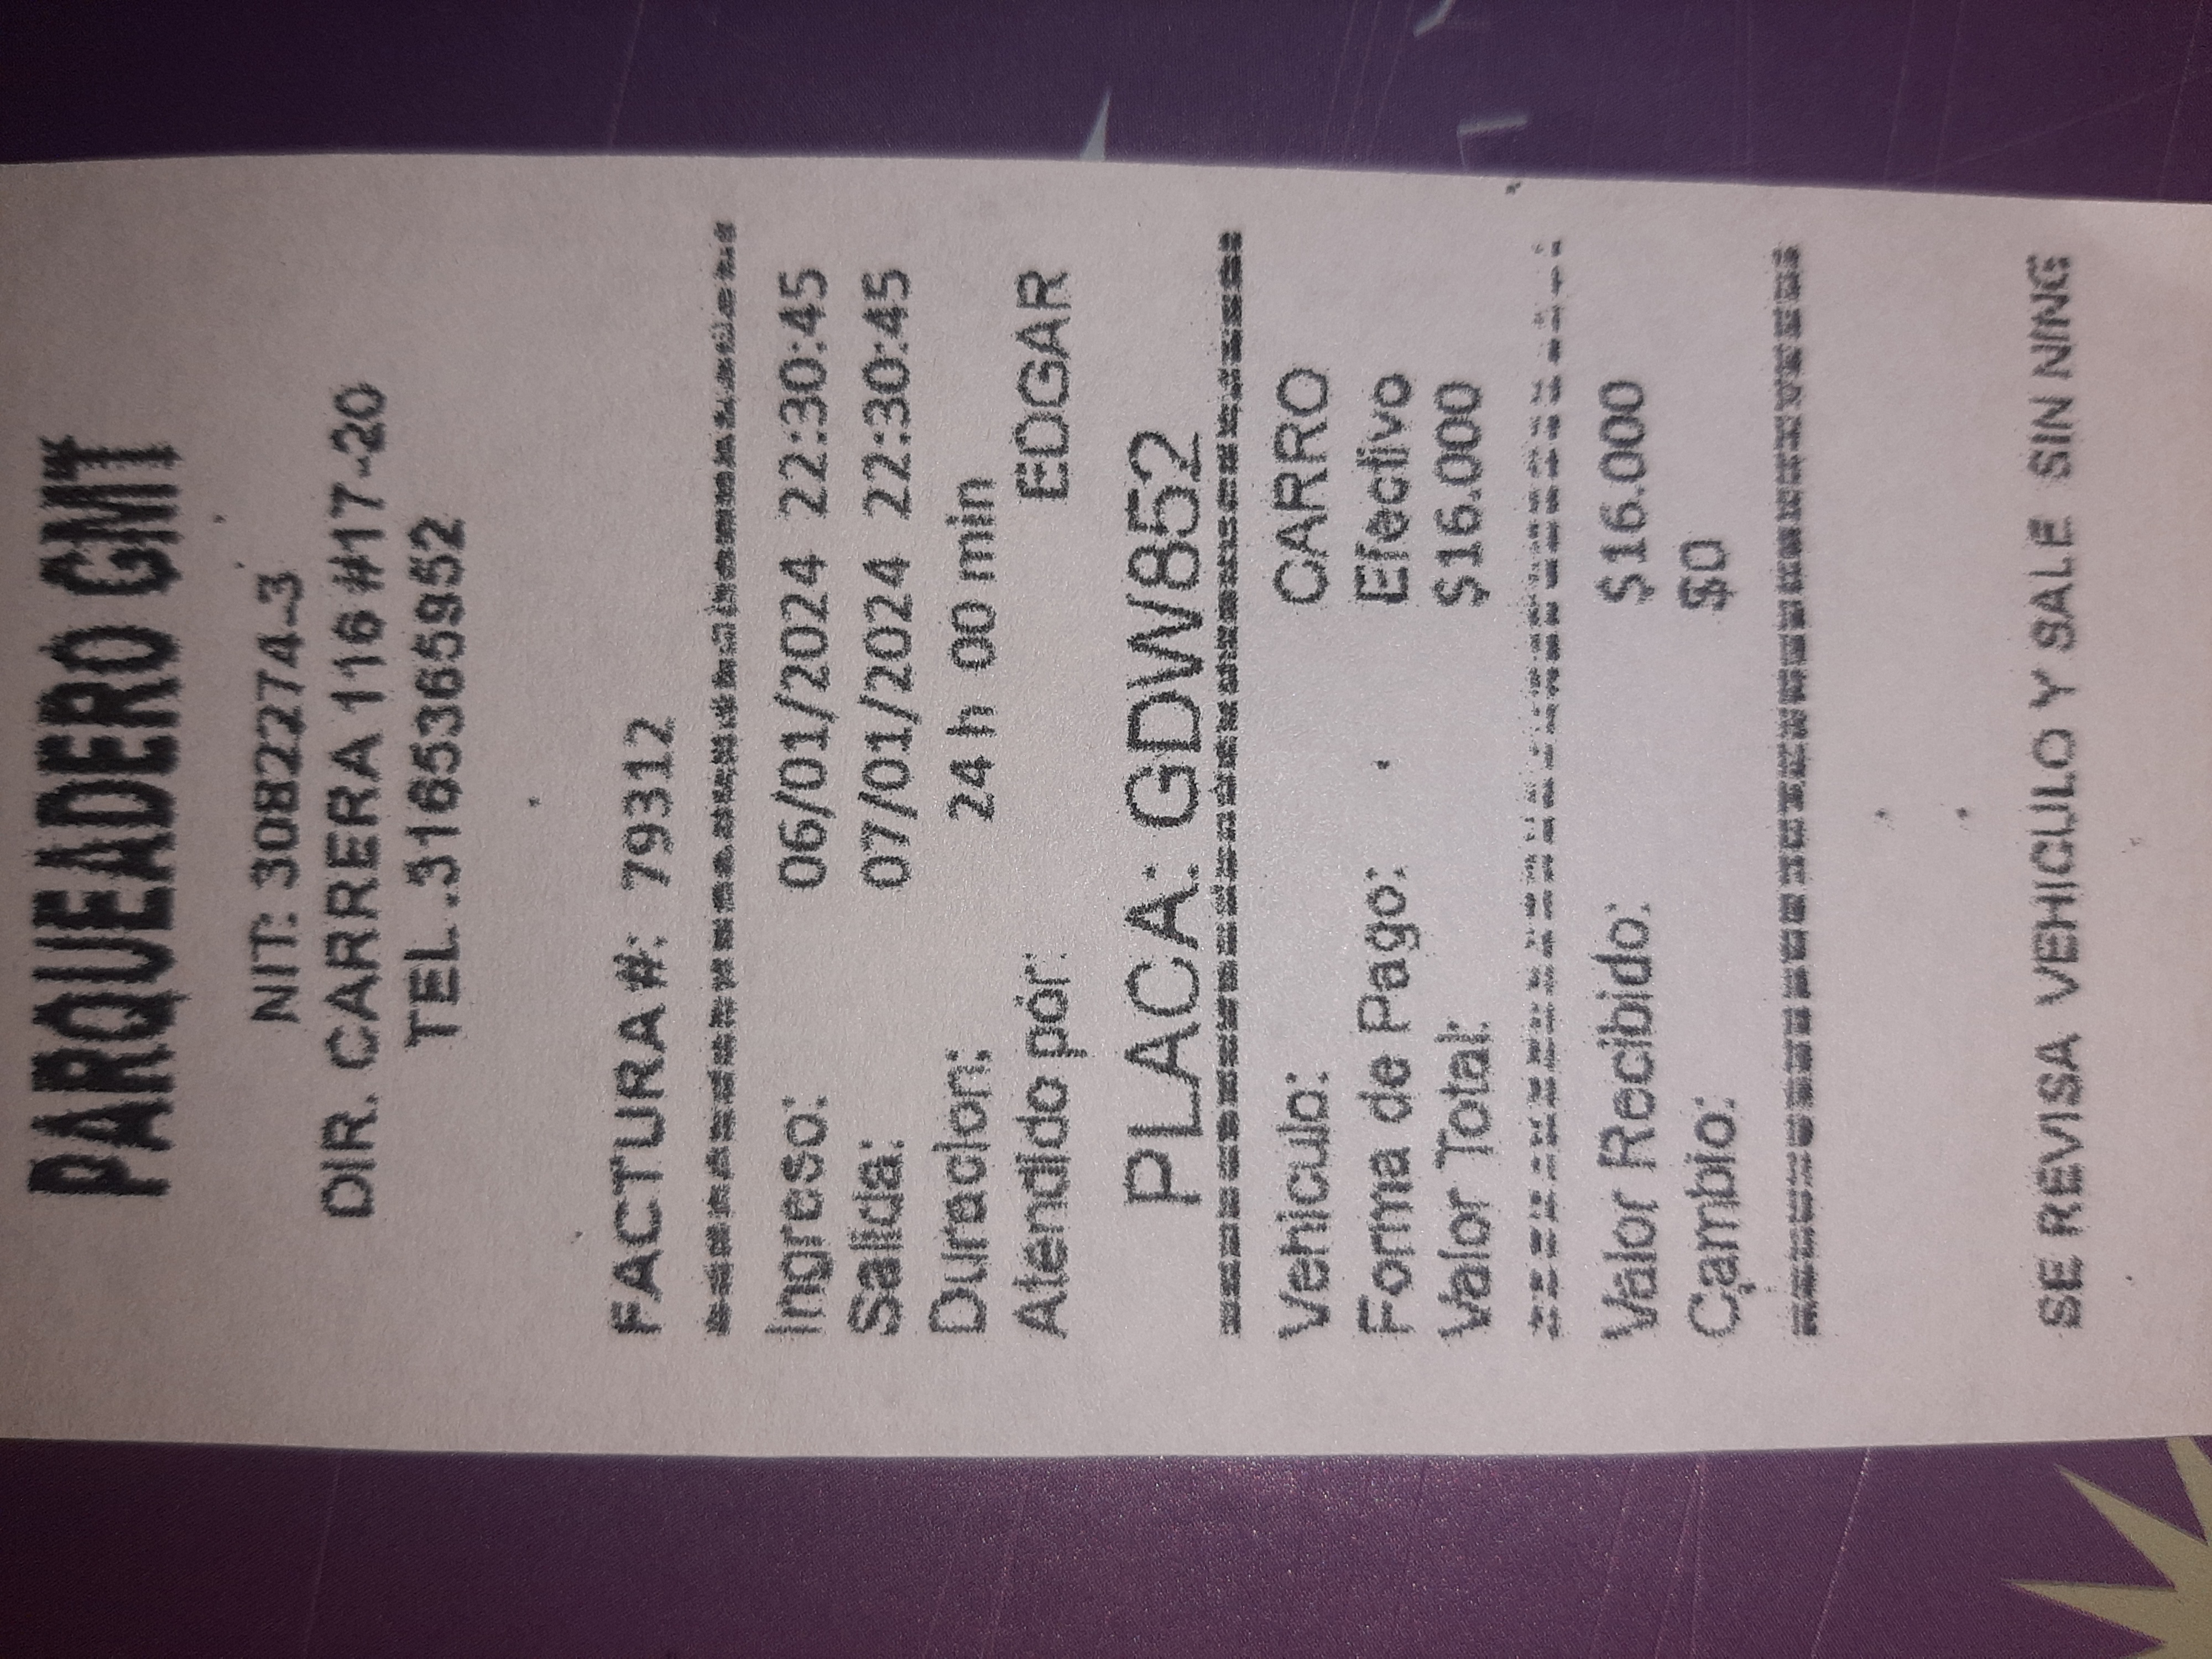 PARQUEADERO GMT
NIT: 30822274-3
DIR. CARRERA 116 #17-20
TEL .3165365952
FACTURA #: 79312
Ingreso: 06/01/2024 22:30:45
Salida: 07/01/2024 22:30:45
Duracion: 24 h 00 min
Atendido por: EDGAR
PLACA: GDW852
Vehiculo: CARRO
Forma de Pago: Efectivo
Valor Total: $16.000
Valor Recibido: $16.000
Cambio: $0
SE REVISA VEHICULO Y SALE SIN NING